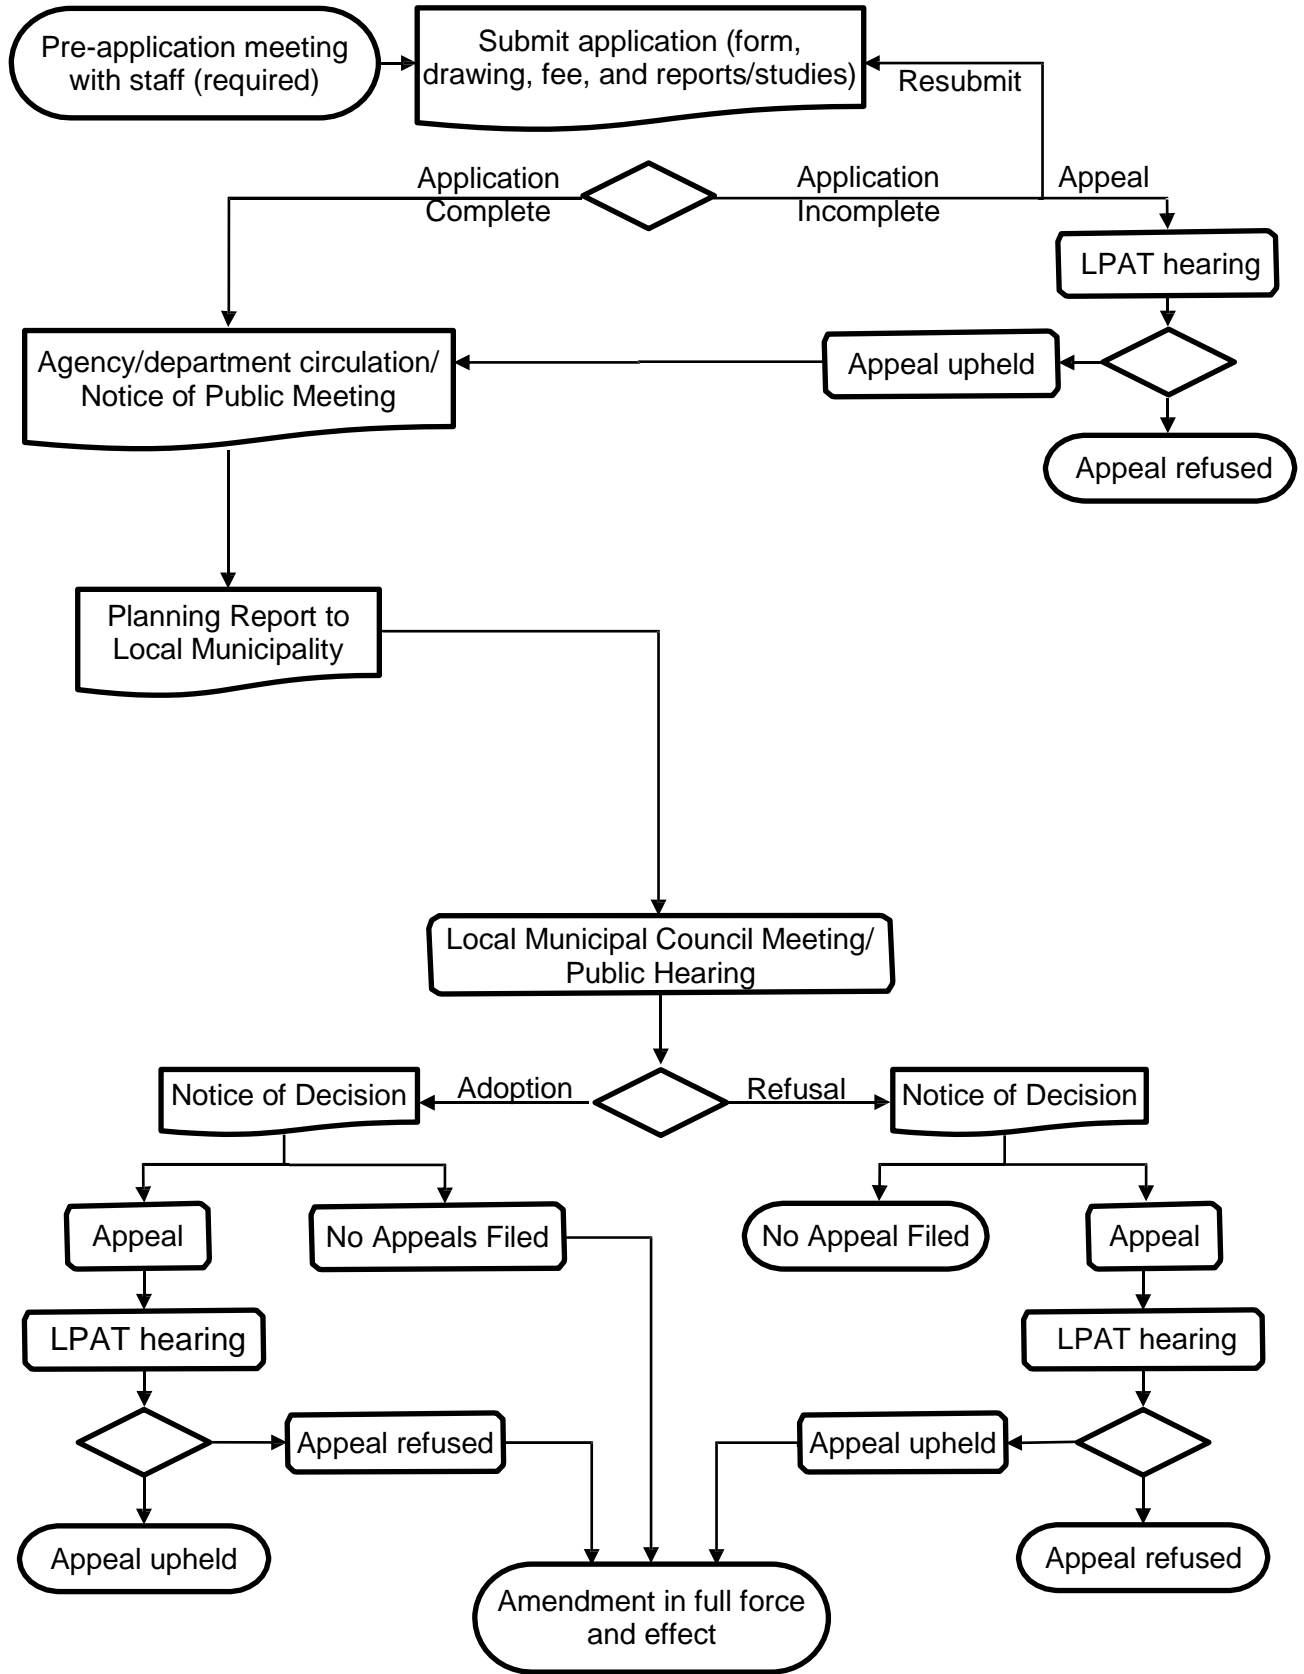 Pre-application meeting
with staff (required)
Submit application (form,
drawing, fee, and reports/studies)
Resubmit
Application
Complete
Application
Incomplete
Appeal
LPAT hearing
Agency/department circulation/
Notice of Public Meeting
Appeal upheld
Appeal refused
Planning Report to
Local Municipality
Local Municipal Council Meeting/
Public Hearing
Notice of Decision
Adoption
Refusal
Notice of Decision
Appeal
No Appeals Filed
No Appeal Filed
Appeal
LPAT hearing
LPAT hearing
Appeal refused
Appeal upheld
Appeal upheld
Appeal refused
Amendment in full force
and effect